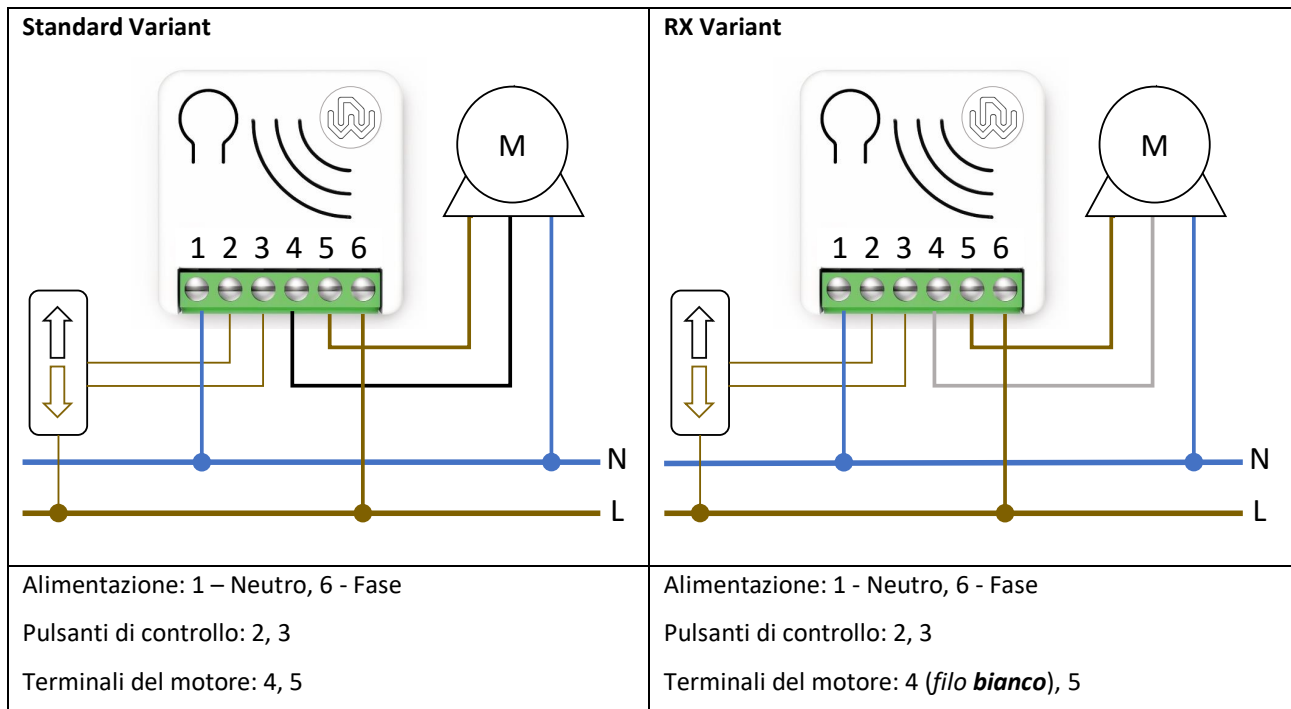 Standard Variant
M
1 2 3 4 5 6
N
L
Alimentazione: 1 – Neutro, 6 - Fase
Pulsanti di controllo: 2, 3
Terminali del motore: 4, 5
RX Variant
M
1 2 3 4 5 6
N
L
Alimentazione: 1 - Neutro, 6 - Fase
Pulsanti di controllo: 2, 3
Terminali del motore: 4 (filo bianco), 5